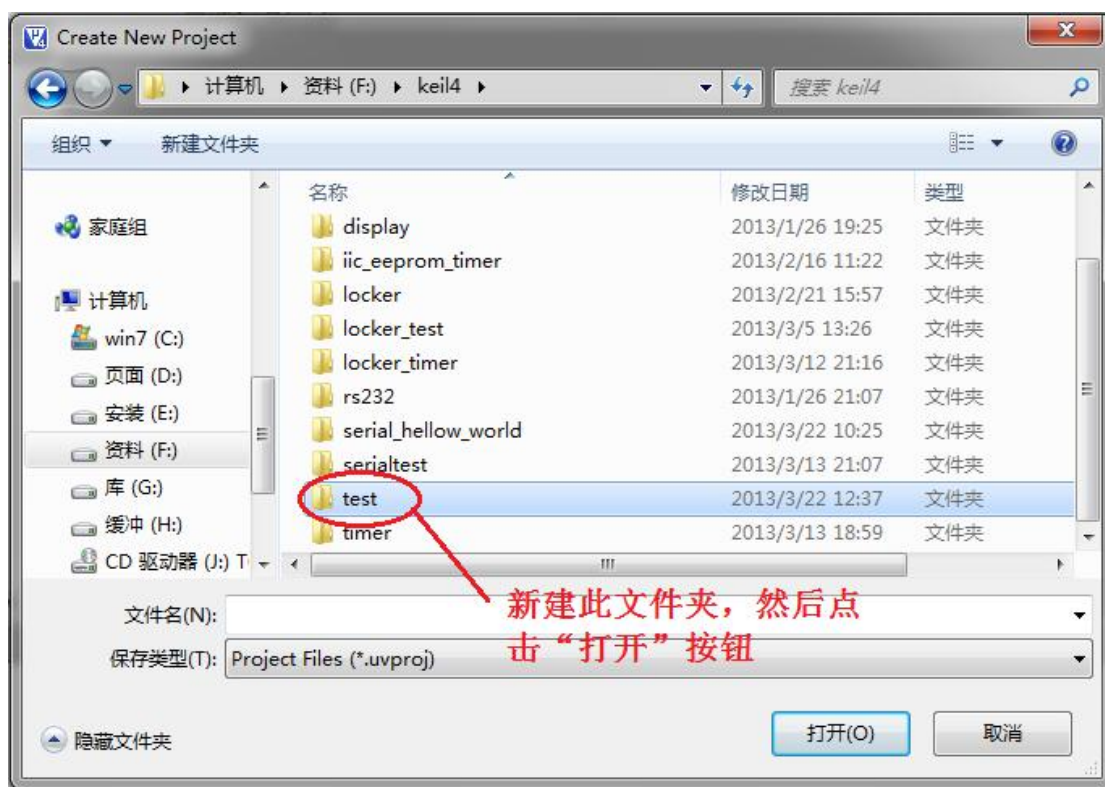 Create New Project
计算机 资料 (F:) keil4 搜索 keil4
组织 新建文件夹
名称 修改日期 类型
家庭组
计算机
win7 (C:)
页面 (D:)
安装 (E:)
资料 (F:)
库 (G:)
缓冲 (H:)
CD 驱动器 (J:) T
display 2013/1/26 19:25 文件夹
iic_eeprom_timer 2013/2/16 11:22 文件夹
locker 2013/2/21 15:57 文件夹
locker_test 2013/3/5 13:26 文件夹
locker_timer 2013/3/12 21:16 文件夹
rs232 2013/1/26 21:07 文件夹
serial_hellow_world 2013/3/22 10:25 文件夹
serialtest 2013/3/13 21:07 文件夹
test 2013/3/22 12:37 文件夹
timer 2013/3/13 18:59 文件夹
新建此文件夹，然后点
击“打开”按钮
文件名(N):
保存类型(T): Project Files (*.uvproj)
隐藏文件夹 打开(O) 取消